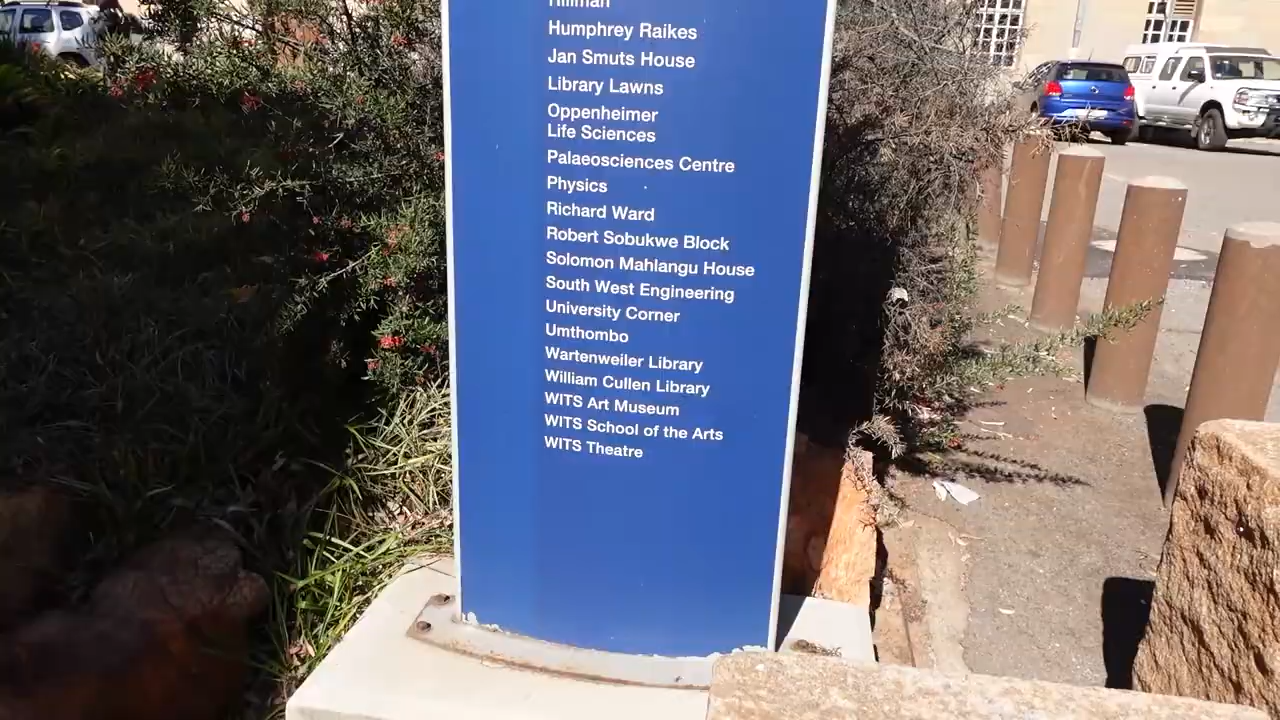 Hillman
Humphrey Raikes
Jan Smuts House
Library Lawns
Oppenheimer
Life Sciences
Palaeosciences Centre
Physics
Richard Ward
Robert Sobukwe Block
Solomon Mahlangu House
South West Engineering
University Corner
Umthombo
Wartenweiler Library
William Cullen Library
WITS Art Museum
WITS School of the Arts
WITS Theatre